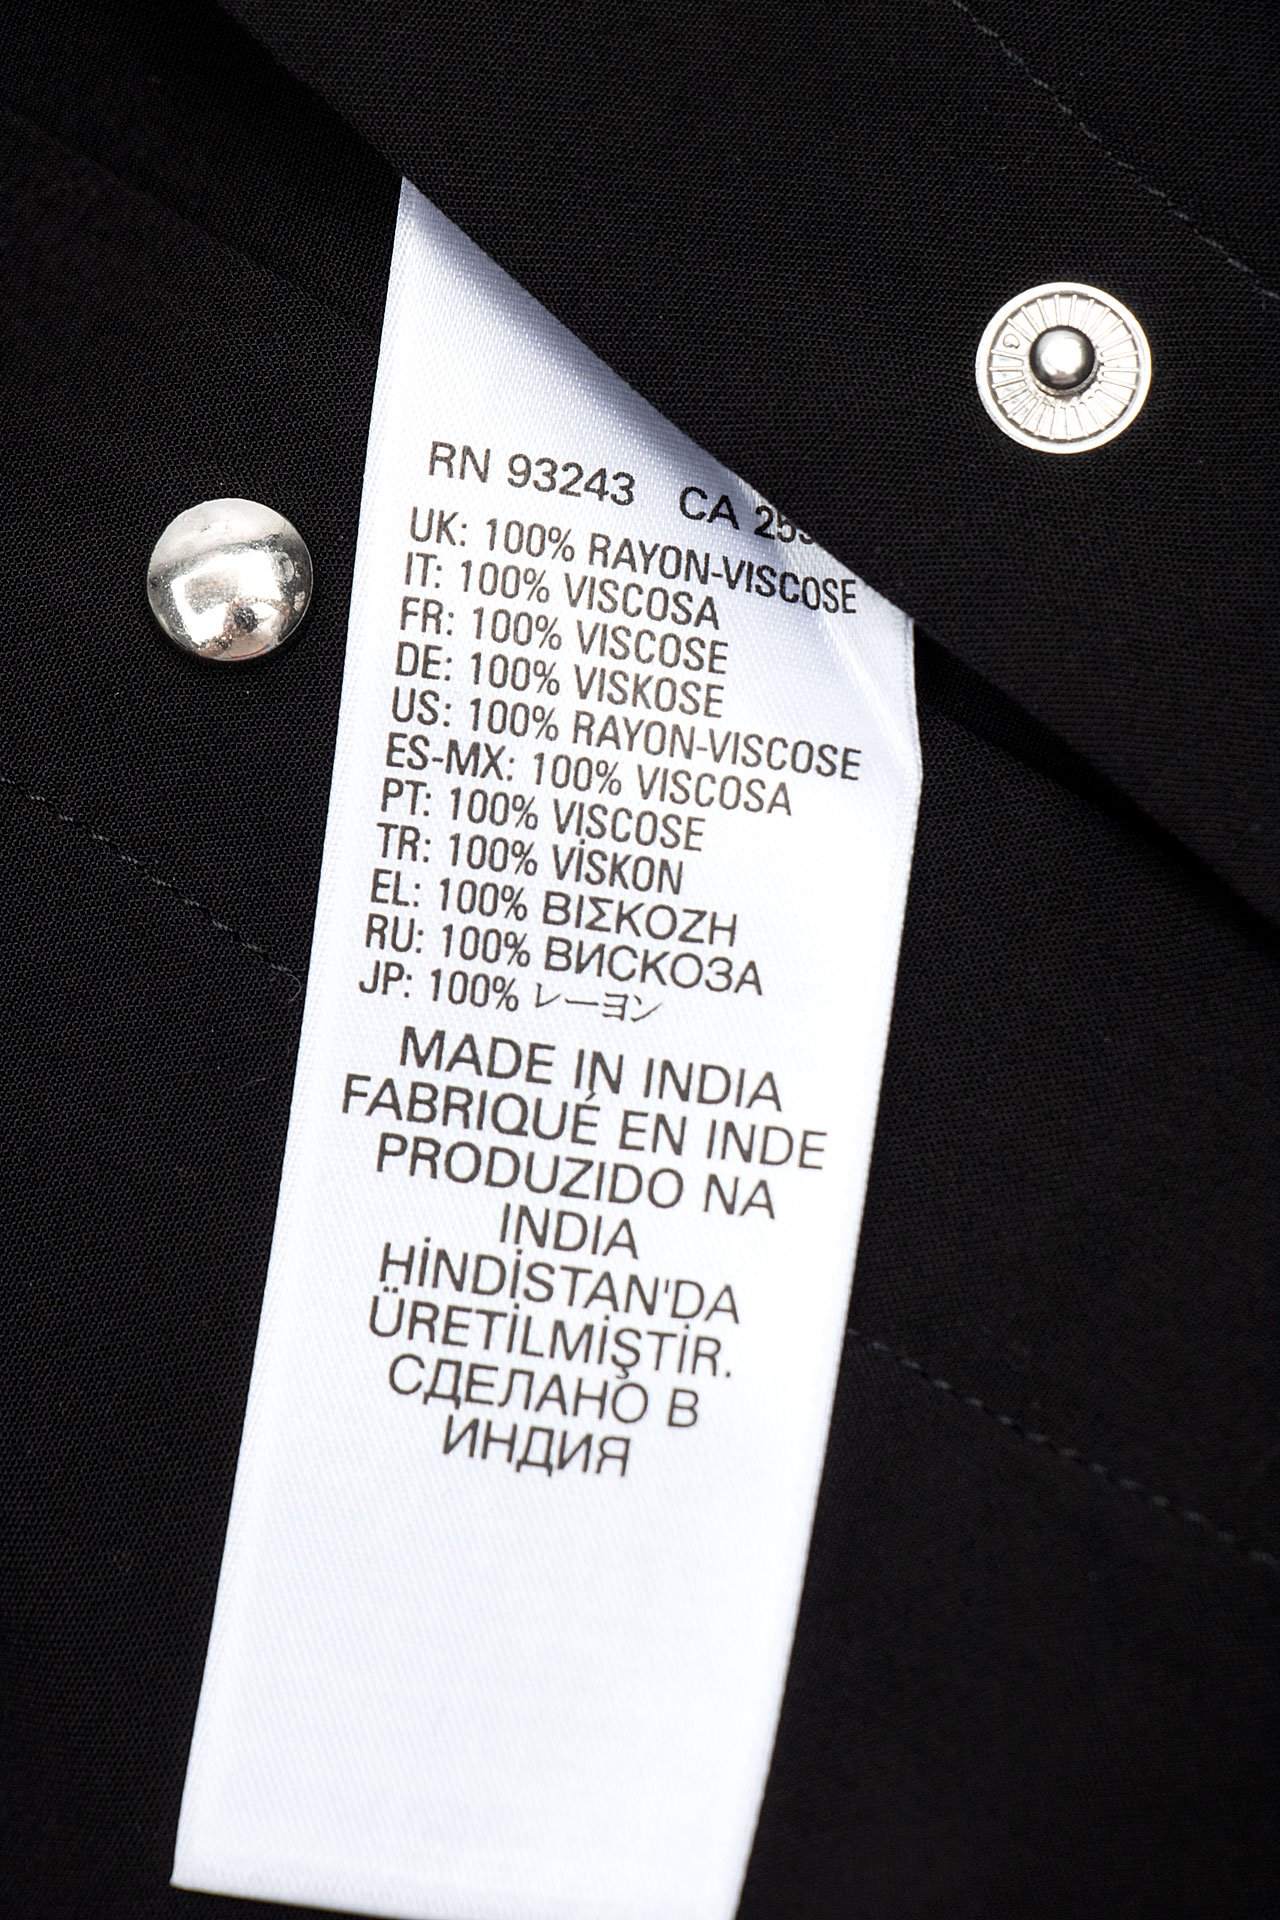 RN 93243 CA
UK: 100% RAYON-VISCOSE
IT: 100% VISCOSA
FR: 100% VISCOSE
DE: 100% VISKOSE
US: 100% RAYON-VISCOSE
ES-MX: 100% VISCOSA
PT: 100% VISCOSE
TR: 100% VİSKON
EL: 100% ΒΙΣΚΟΖΗ
RU: 100% ВИСКОЗА
JP: 100% レーヨン
MADE IN INDIA
FABRIQUÉ EN INDE
PRODUZIDO NA
INDIA
HİNDİSTAN'DA
ÜRETİLMİŞTİR.
СДЕЛАНО В
ИНДИЯ